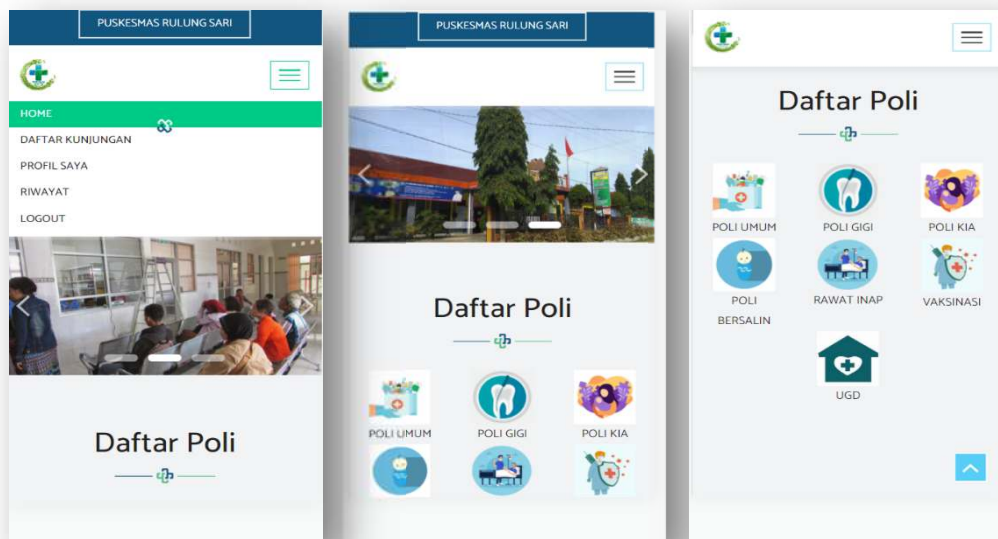 PUSKESMAS RULUNG SARI
HOME
DAFTAR KUNJUNGAN
PROFIL SAYA
RIWAYAT
LOGOUT
Daftar Poli
PUSKESMAS RULUNG SARI
Daftar Poli
POLI UMUM
POLI GIGI
POLI KIA
Daftar Poli
POLI UMUM
POLI GIGI
POLI KIA
POLI
BERSALIN
RAWAT INAP
VAKSINASI
UGD